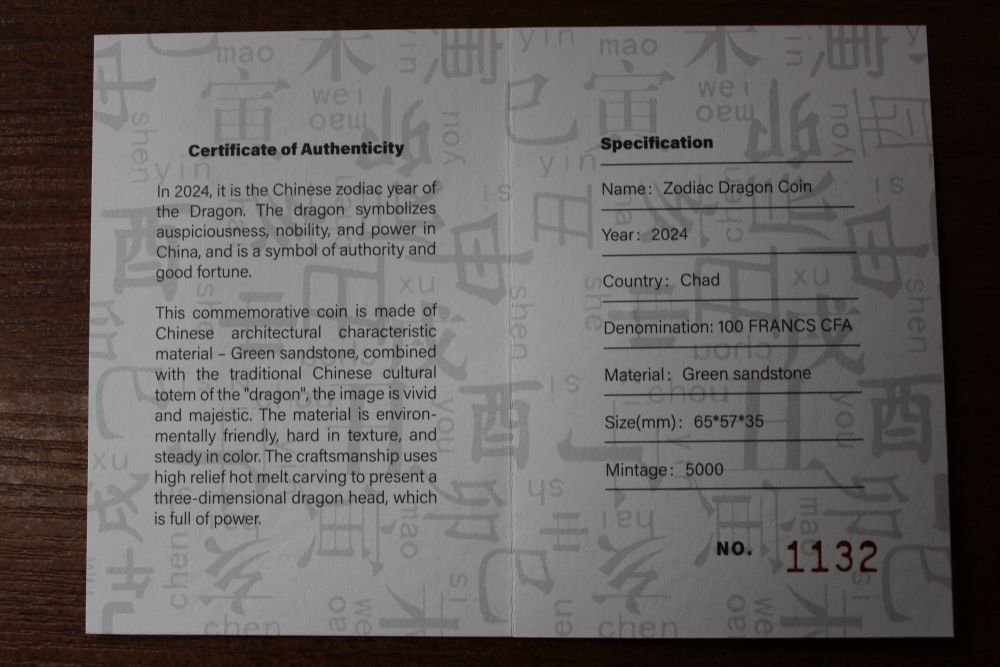 Certificate of Authenticity
In 2024, it is the Chinese zodiac year of
the Dragon. The dragon symbolizes
auspiciousness, nobility, and power in
China, and is a symbol of authority and
good fortune.
This commemorative coin is made of
Chinese architectural characteristic
material – Green sandstone, combined
with the traditional Chinese cultural
totem of the "dragon", the image is vivid
and majestic. The material is environ-
mentally friendly, hard in texture, and
steady in color. The craftsmanship uses
high relief hot melt carving to present a
three-dimensional dragon head, which
is full of power.
Specification
Name: Zodiac Dragon Coin
Year: 2024
Country: Chad
Denomination: 100 FRANCS CFA
Material: Green sandstone
Size(mm): 65*57*35
Mintage: 5000
NO. 1132